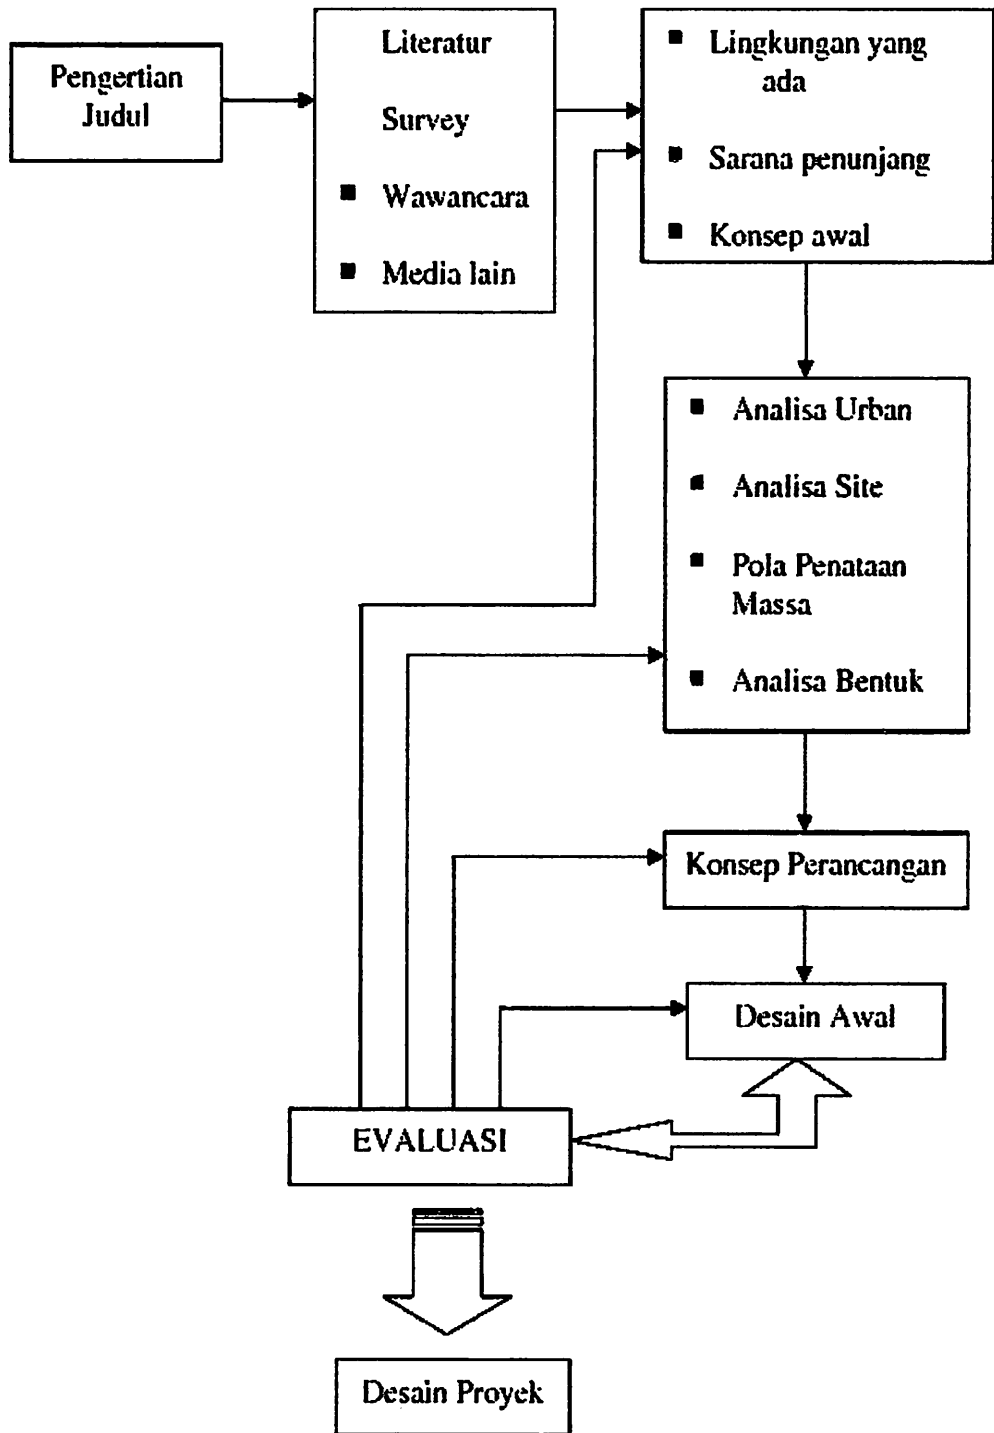 Pengertian
Judul
Literatur
Survey
■ Wawancara
■ Media lain
■ Lingkungan yang
ada
■ Sarana penunjang
■ Konsep awal
■ Analisa Urban
■ Analisa Site
■ Pola Penataan
Massa
■ Analisa Bentuk
Konsep Perancangan
Desain Awal
EVALUASI
Desain Proyek